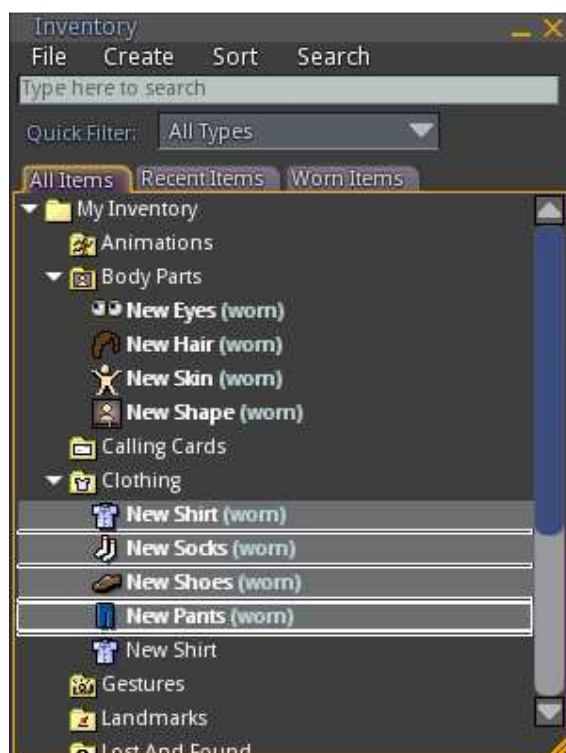 Inventory
File Create Sort Search
Type here to search
Quick Filter: All Types
All Items Recent Items Worn Items
My Inventory
Animations
Body Parts
New Eyes (worn)
New Hair (worn)
New Skin (worn)
New Shape (worn)
Calling Cards
Clothing
New Shirt (worn)
New Socks (worn)
New Shoes (worn)
New Pants (worn)
New Shirt
Gestures
Landmarks
Lost And Found